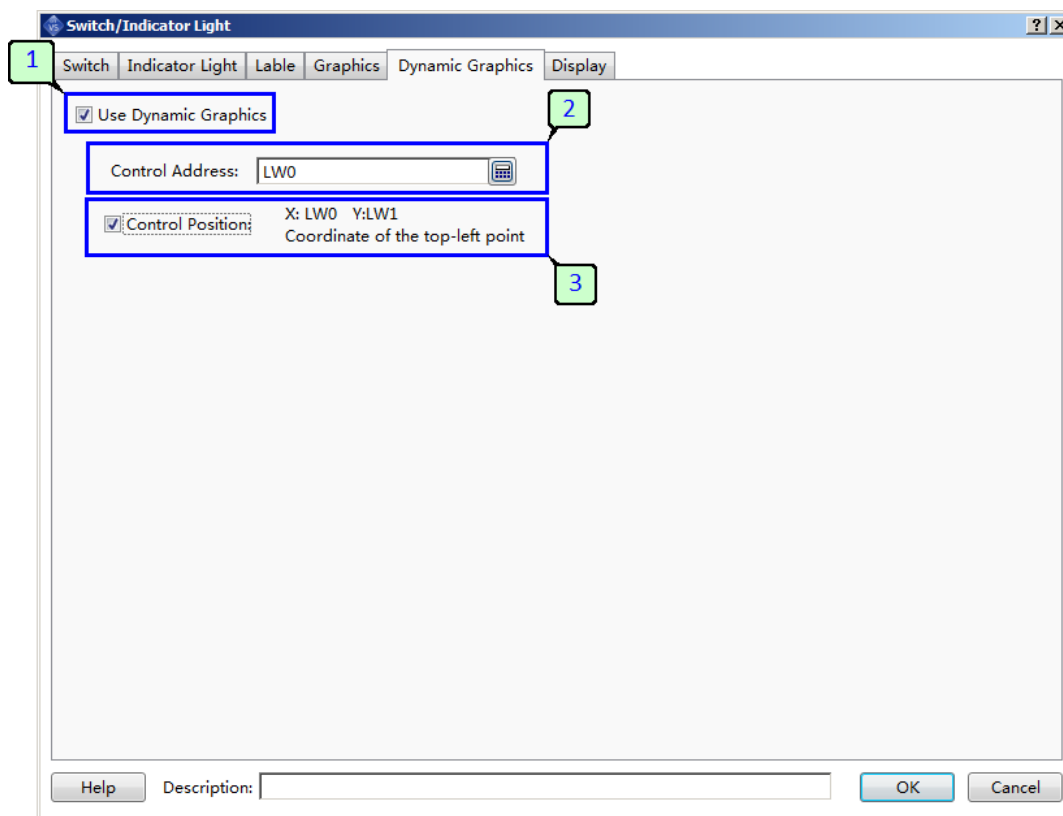 VS Switch/Indicator Light ? X
1
Switch Indicator Light Lable Graphics Dynamic Graphics Display
Use Dynamic Graphics
2
Control Address: LW0
Control Position: X: LW0 Y:LW1
Coordinate of the top-left point
3
Help Description: OK Cancel